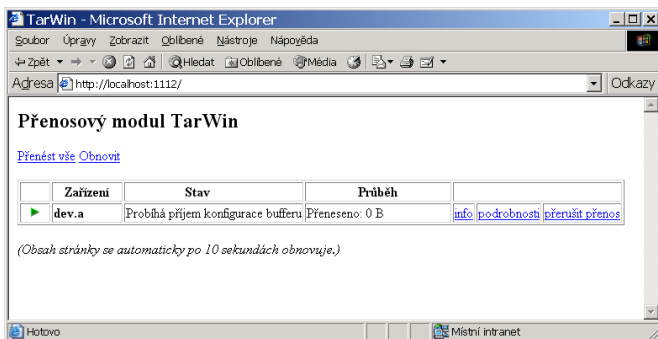 TarWin - Microsoft Internet Explorer
Soubor Úpravy Zobrazit Oblíbené Nástroje Nápověda
Zpět Hledat Oblíbené Média
Adresa http://localhost:1112/ Odkazy
Přenosový modul TarWin
Přenést vše Obnovit
Zařízení Stav Průběh
dev.a Probíhá příjem konfigurace bufferu Přeneseno: 0 B info podrobnosti přerušit přenos
(Obsah stránky se automaticky po 10 sekundách obnovuje.)
Hotovo Místní intranet